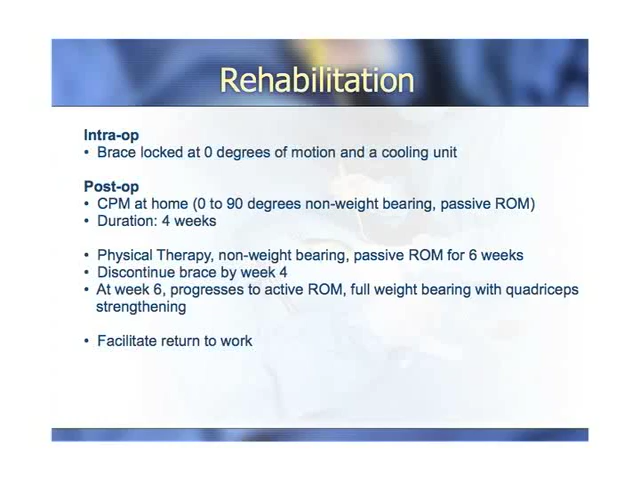 Rehabilitation
Intra-op
• Brace locked at 0 degrees of motion and a cooling unit
Post-op
• CPM at home (0 to 90 degrees non-weight bearing, passive ROM)
• Duration: 4 weeks
• Physical Therapy, non-weight bearing, passive ROM for 6 weeks
• Discontinue brace by week 4
• At week 6, progresses to active ROM, full weight bearing with quadriceps
strengthening
• Facilitate return to work